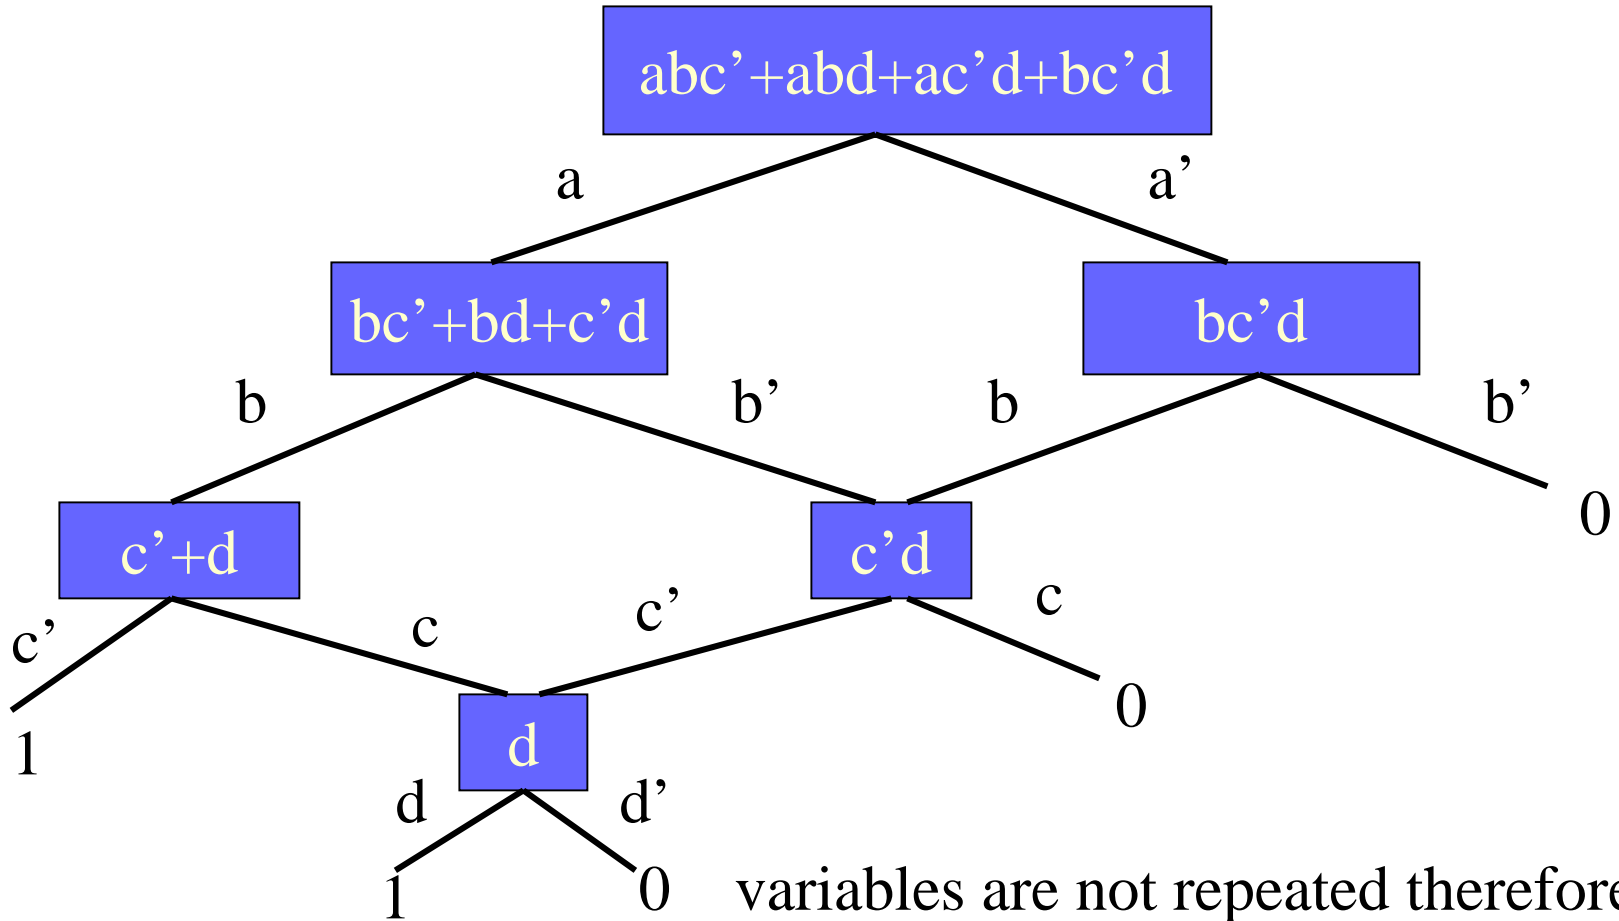 abc’+abd+ac’d+bc’d
a a’
bc’+bd+c’d bc’d
b b’ b b’
c’+d c’d 0
c’ c c’ c
1 d 0
d d’
1 0 variables are not repeated therefore